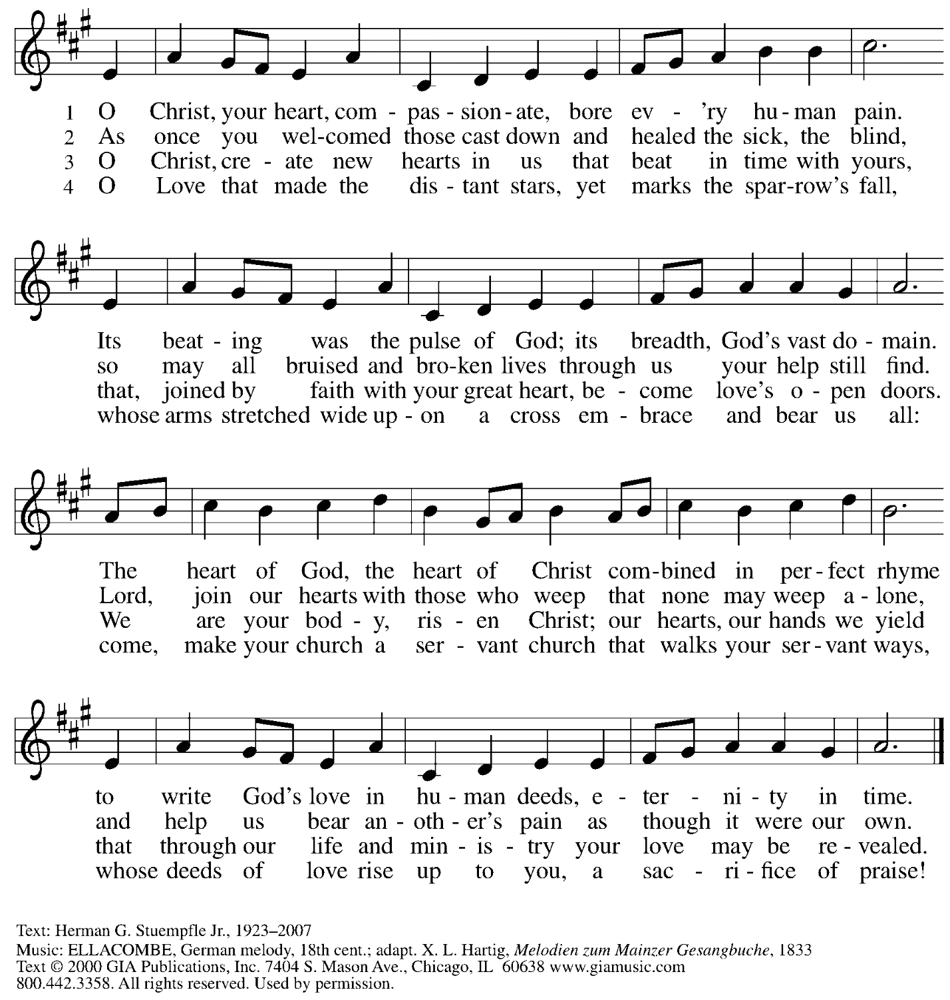 1 O Christ, your heart, com - pas - sion - ate, bore ev - 'ry hu - man pain.
2 As once you wel-comed those cast down and healed the sick, the blind,
3 O Christ, cre - ate new hearts in us that beat in time with yours,
4 O Love that made the dis - tant stars, yet marks the spar-row's fall,
Its beat - ing was the pulse of God; its breadth, God's vast do - main.
so may all bruised and bro-ken lives through us your help still find.
that, joined by faith with your great heart, be - come love's o - pen doors.
whose arms stretched wide up - on a cross em - brace and bear us all:
The heart of God, the heart of Christ com-bined in per - fect rhyme
Lord, join our hearts with those who weep that none may weep a - lone,
We are your bod - y, ris - en Christ; our hearts, our hands we yield
come, make your church a ser - vant church that walks your ser - vant ways,
to write God's love in hu - man deeds, e - ter - ni - ty in time.
and help us bear an - oth - er's pain as though it were our own.
that through our life and min - is - try your love may be re - vealed.
whose deeds of love rise up to you, a sac - ri - fice of praise!
Text: Herman G. Stuempfle Jr., 1923–2007
Music: ELLACOMBE, German melody, 18th cent.; adapt. X. L. Hartig, Melodien zum Mainzer Gesangbuche, 1833
Text © 2000 GIA Publications, Inc. 7404 S. Mason Ave., Chicago, IL 60638 www.giamusic.com
800.442.3358. All rights reserved. Used by permission.